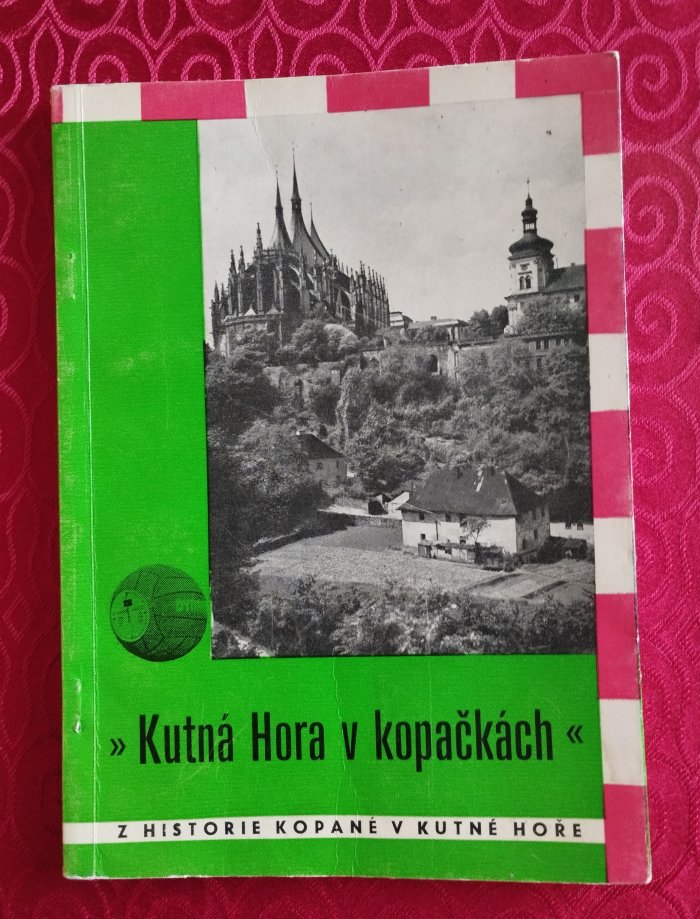 » Kutná Hora v kopačkách «
Z HISTORIE KOPANÉ V KUTNÉ HOŘE